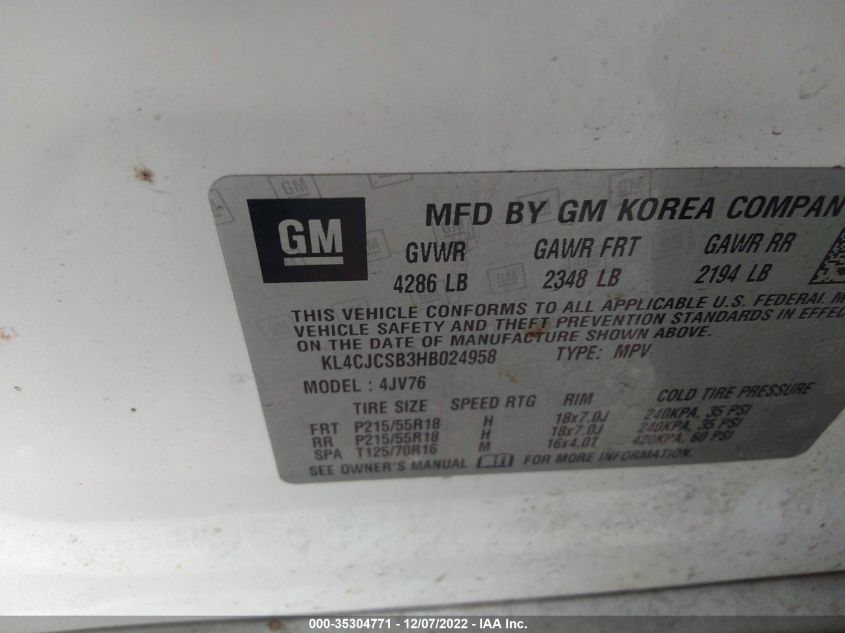 GM
MFD BY GM KOREA COMPAN
GVWR GAWR FRT GAWR RR
4286 LB 2348 LB 2194 LB
THIS VEHICLE CONFORMS TO ALL APPLICABLE U.S. FEDERAL M
VEHICLE SAFETY AND THEFT PREVENTION STANDARDS IN EFFEC
ON THE DATE OF MANUFACTURE SHOWN ABOVE.
KL4CJCSB3HB024958 TYPE: MPV
MODEL : 4JV76
TIRE SIZE SPEED RTG RIM COLD TIRE PRESSURE
FRT P215/55R18 H 18x7.0J 240KPA, 35 PSI
RR P215/55R18 H 18x7.0J 240KPA, 35 PSI
SPA T125/70R16 M 16x4.0T 420KPA, 60 PSI
SEE OWNER'S MANUAL FOR MORE INFORMATION.
000-35304771 - 12/07/2022 - IAA Inc.